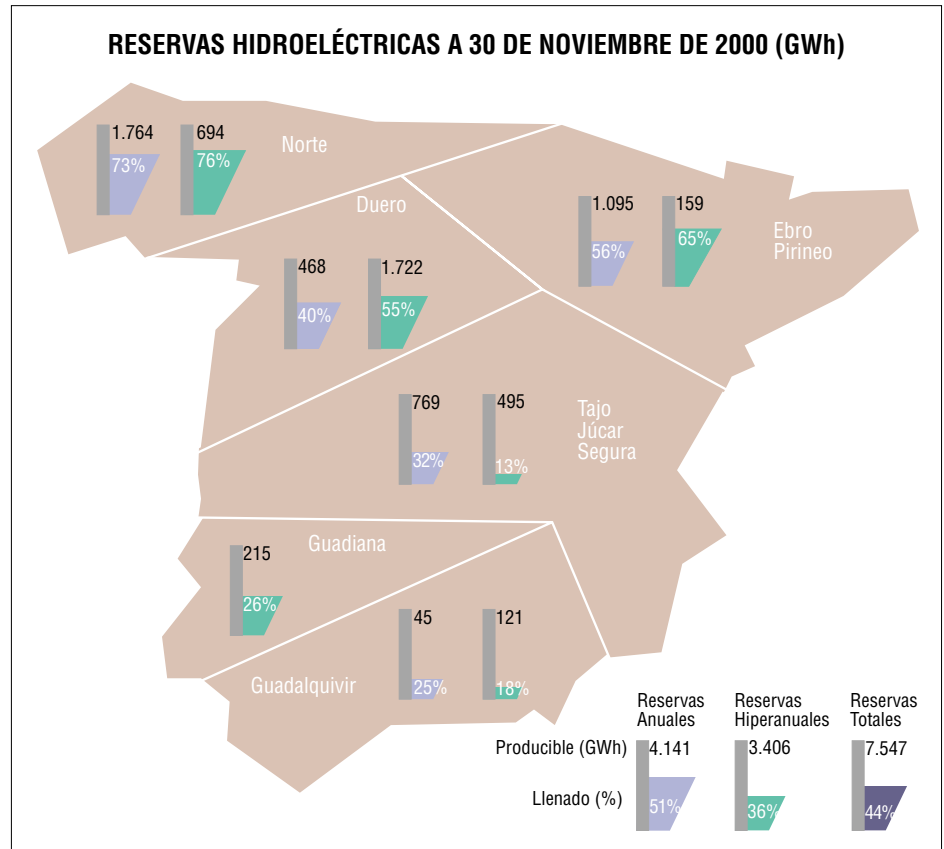 RESERVAS HIDROELÉCTRICAS A 30 DE NOVIEMBRE DE 2000 (GWh)
1.764
694
Norte
73%
76%
Duero
1.095
159
Ebro
Pirineo
56%
65%
468
1.722
40%
55%
769
495
Tajo
Júcar
Segura
32%
13%
Guadiana
215
26%
45
121
Guadalquivir
25%
18%
Reservas
Anuales
Reservas
Hiperanuales
Reservas
Totales
Producible (GWh)
4.141
3.406
7.547
Llenado (%)
51%
36%
44%